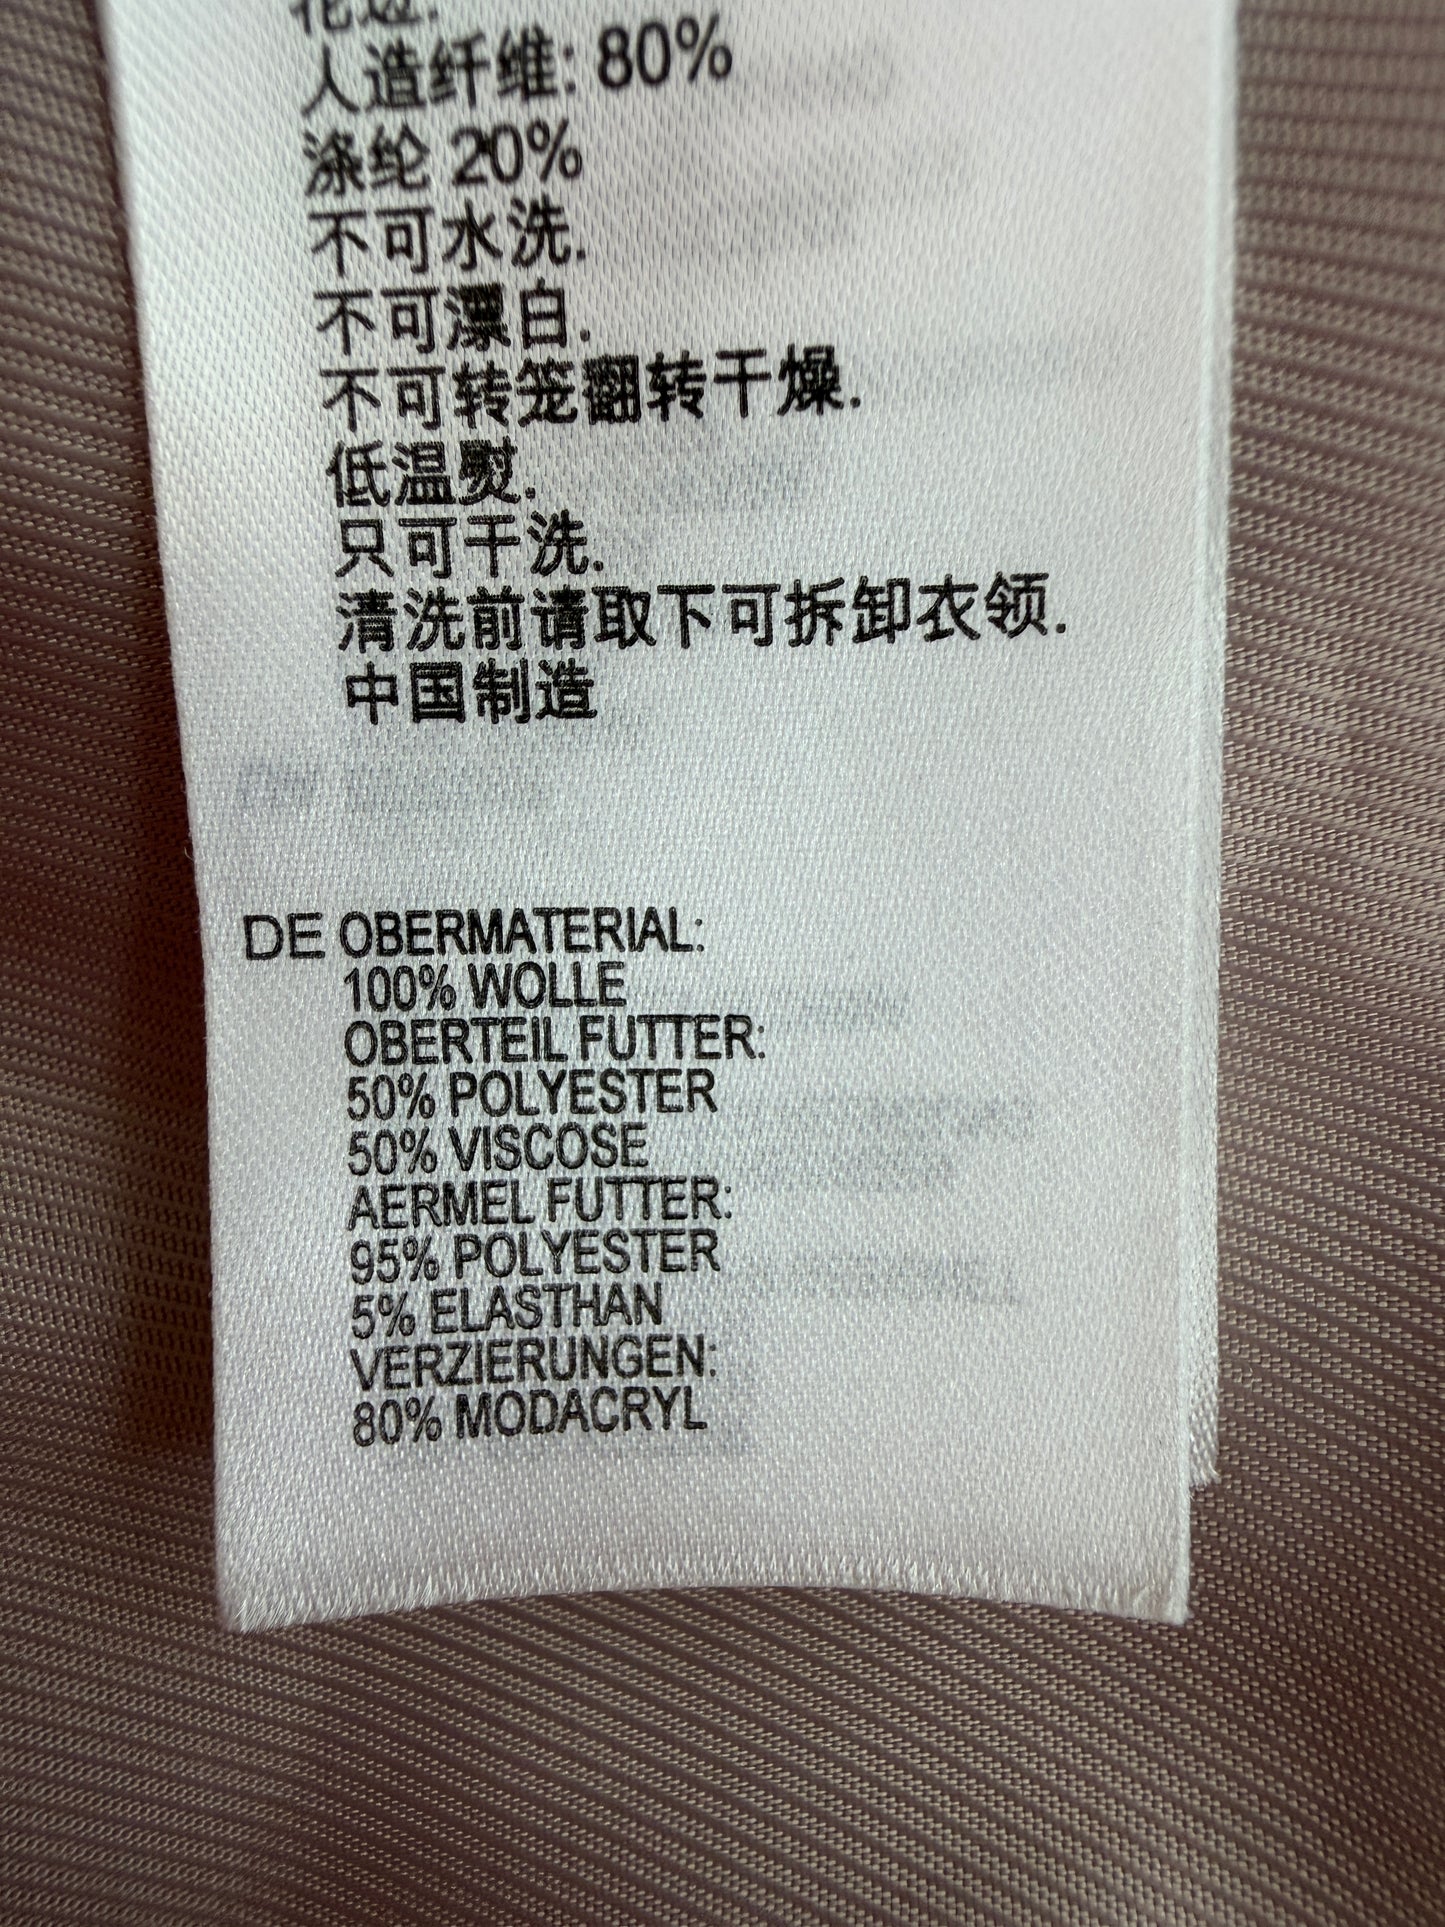 花边:
人造纤维: 80%
涤纶 20%
不可水洗.
不可漂白.
不可转笼翻转干燥.
低温熨.
只可干洗.
清洗前请取下可拆卸衣领.
中国制造
DE OBERMATERIAL:
100% WOLLE
OBERTEIL FUTTER:
50% POLYESTER
50% VISCOSE
AERMEL FUTTER:
95% POLYESTER
5% ELASTHAN
VERZIERUNGEN:
80% MODACRYL